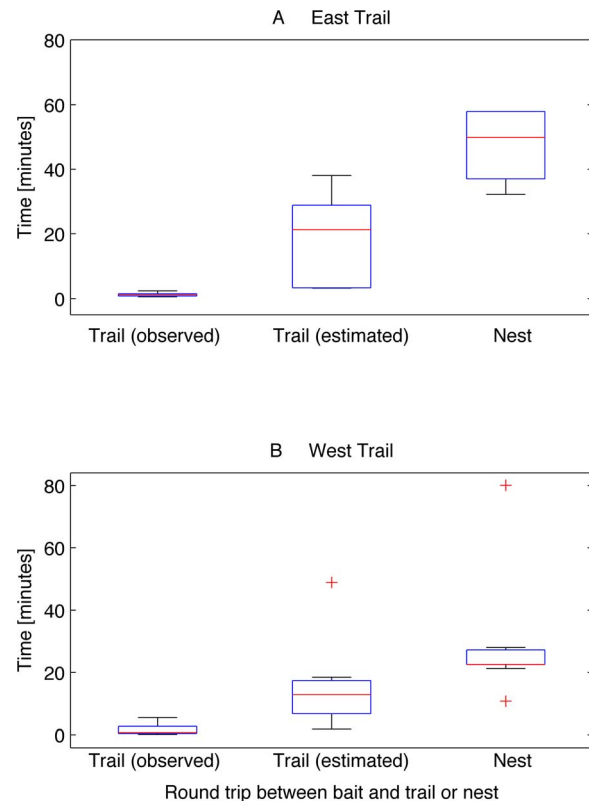 A East Trail
80
60
40
20
0
Time [minutes]
Trail (observed) Trail (estimated) Nest
B West Trail
80
60
40
20
0
Time [minutes]
Trail (observed) Trail (estimated) Nest
Round trip between bait and trail or nest